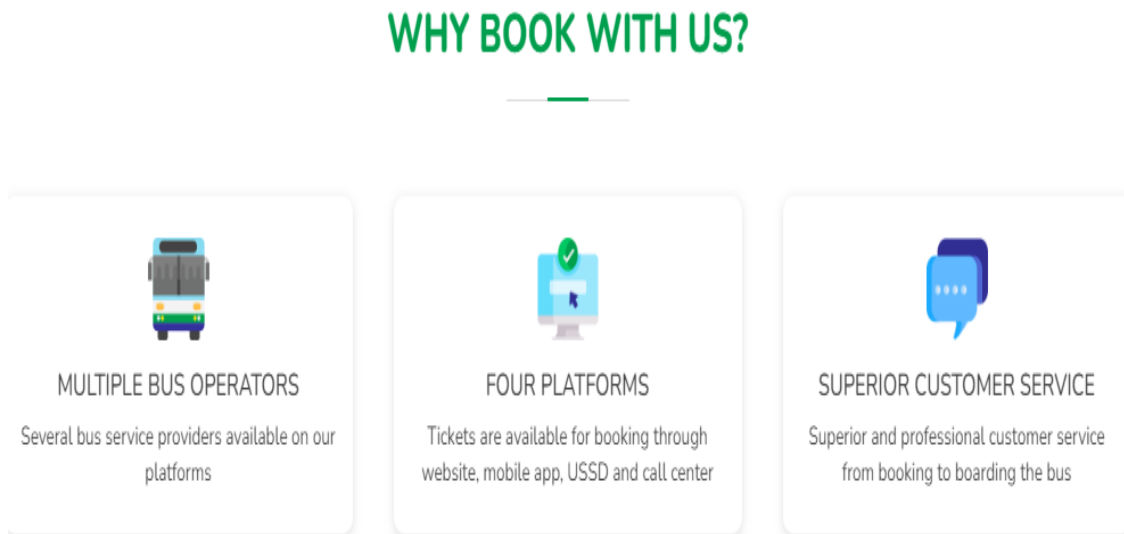 WHY BOOK WITH US?
MULTIPLE BUS OPERATORS
Several bus service providers available on our
platforms
FOUR PLATFORMS
Tickets are available for booking through
website, mobile app, USSD and call center
SUPERIOR CUSTOMER SERVICE
Superior and professional customer service
from booking to boarding the bus